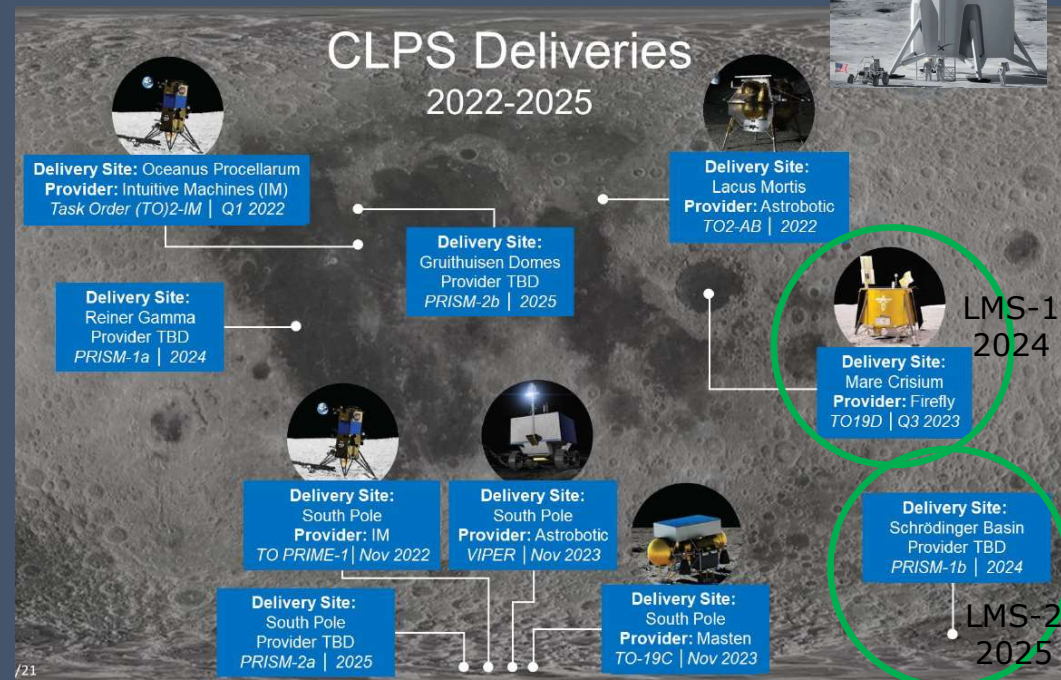 CLPS Deliveries
2022-2025
Delivery Site: Oceanus Procellarum
Provider: Intuitive Machines (IM)
Task Order (TO)2-IM | Q1 2022
Delivery Site:
Lacus Mortis
Provider: Astrobotic
TO2-AB | 2022
Delivery Site:
Gruithuisen Domes
Provider TBD
PRISM-2b | 2025
Delivery Site:
Reiner Gamma
Provider TBD
PRISM-1a | 2024
LMS-1
2024
Delivery Site:
Mare Crisium
Provider: Firefly
TO19D | Q3 2023
Delivery Site:
South Pole
Provider: IM
TO PRIME-1 | Nov 2022
Delivery Site:
South Pole
Provider: Astrobotic
VIPER | Nov 2023
Delivery Site:
Schrödinger Basin
Provider TBD
PRISM-1b | 2024
Delivery Site:
South Pole
Provider TBD
PRISM-2a | 2025
Delivery Site:
South Pole
Provider: Masten
TO-19C | Nov 2023
LMS-2
2025
/21